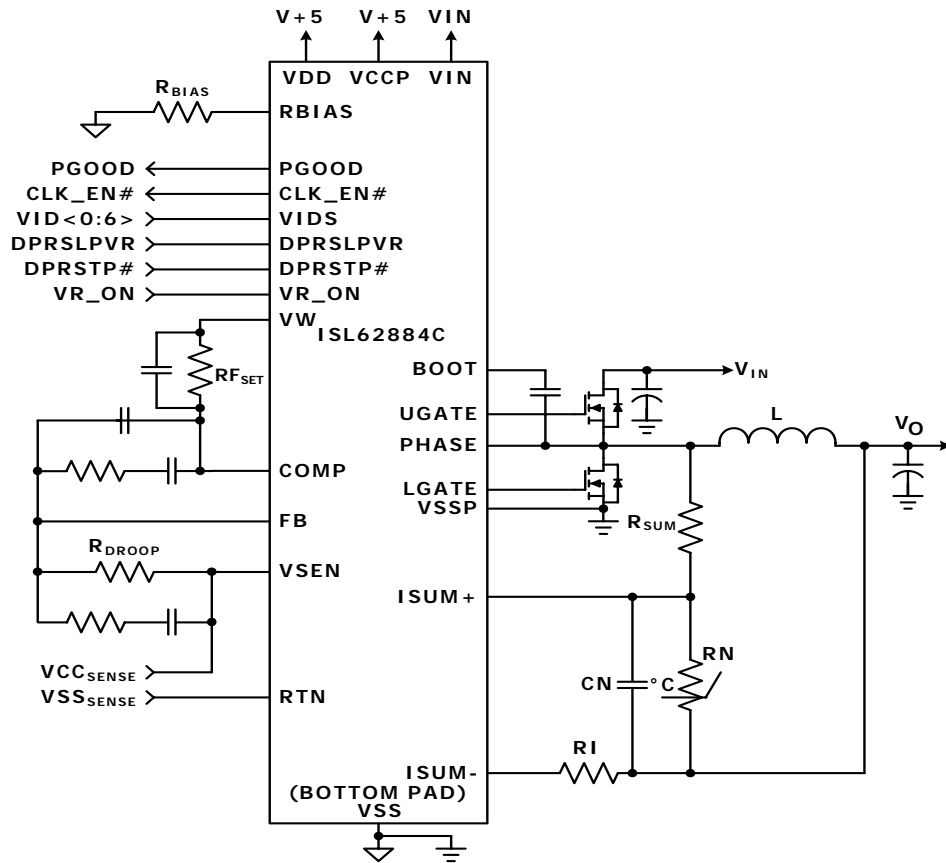 V+5 V+5 VIN
VDD VCCP VIN
RBIAS
RBIAS
PGOOD PGOOD
CLK_EN# CLK_EN#
VID<0:6> VIDS
DPRSLPVR DPRSLPVR
DPRSTP# DPRSTP#
VR_ON VR_ON
VW
ISL62884C
RFSET
BOOT
VIN
UGATE
L
VO
PHASE
COMP
LGATE
VSSP
RSUM
FB
RDROOP
VSEN
ISUM+
RN
VCCSENSE
CN
°C
VSSSENSE RTN
RI
ISUM-
(BOTTOM PAD)
VSS